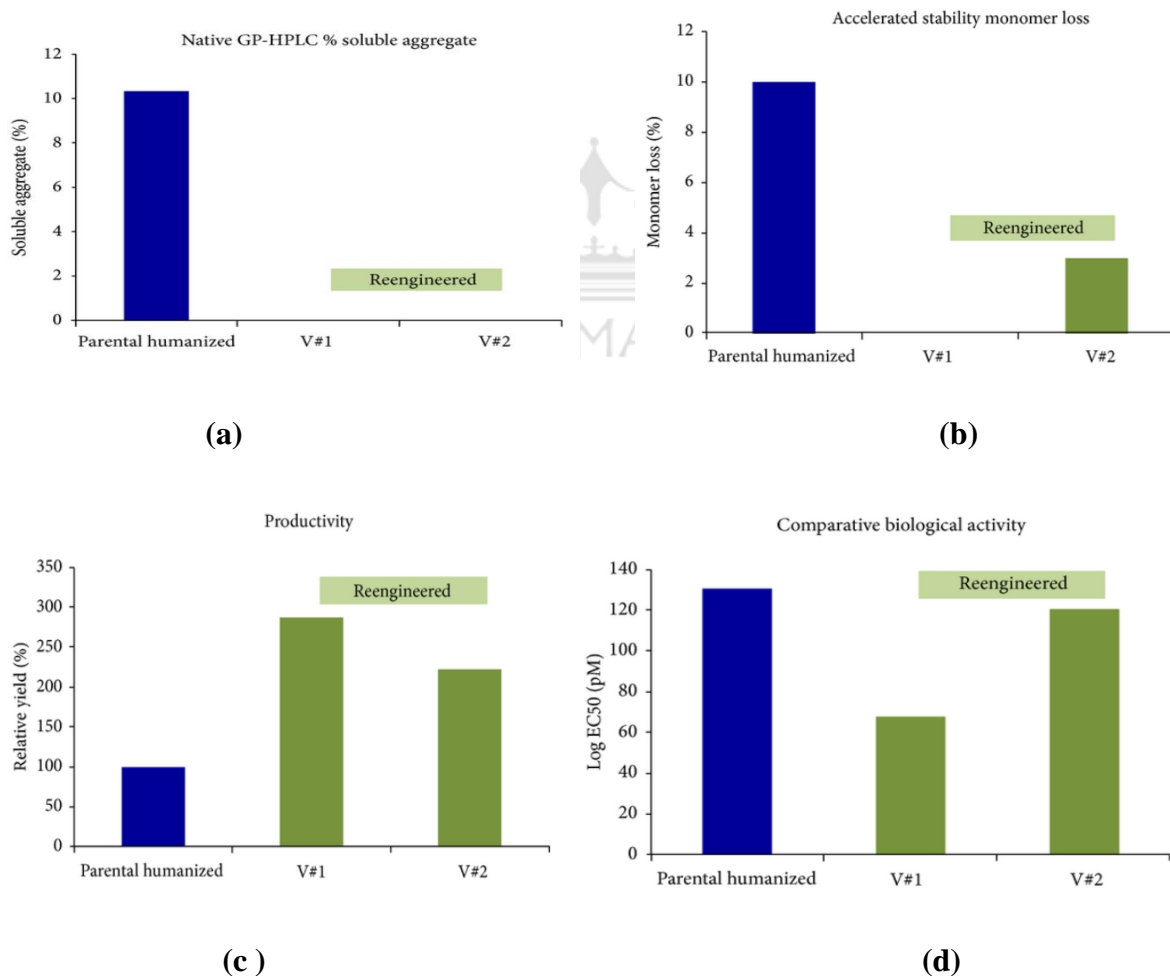 Native GP-HPLC % soluble aggregate
12
10
8
6
4
2
0
Soluble aggregate (%)
Reengineered
Parental humanized V#1 V#2
(a)
Accelerated stability monomer loss
12
10
8
6
4
2
0
Monomer loss (%)
Reengineered
Parental humanized V#1 V#2
(b)
MA
Productivity
350
300
250
200
150
100
50
0
Relative yield (%)
Reengineered
Parental humanized V#1 V#2
(c )
Comparative biological activity
140
120
100
80
60
40
20
0
Log EC50 (pM)
Reengineered
Parental humanized V#1 V#2
(d)